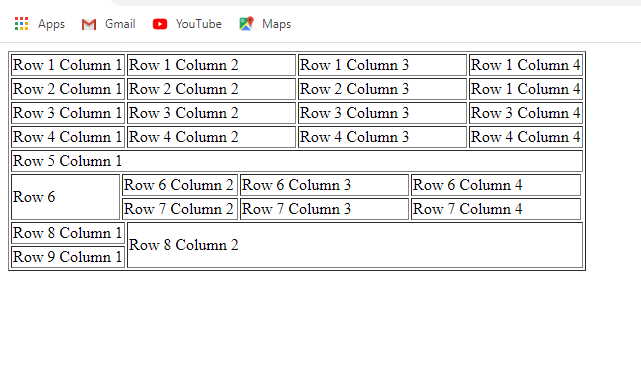 Apps Gmail YouTube Maps
Row 1 Column 1 Row 1 Column 2 Row 1 Column 3 Row 1 Column 4
Row 2 Column 1 Row 2 Column 2 Row 2 Column 3 Row 1 Column 4
Row 3 Column 1 Row 3 Column 2 Row 3 Column 3 Row 3 Column 4
Row 4 Column 1 Row 4 Column 2 Row 4 Column 3 Row 4 Column 4
Row 5 Column 1
Row 6 Row 6 Column 2 Row 6 Column 3 Row 6 Column 4
Row 7 Column 2 Row 7 Column 3 Row 7 Column 4
Row 8 Column 1 Row 8 Column 2
Row 9 Column 1